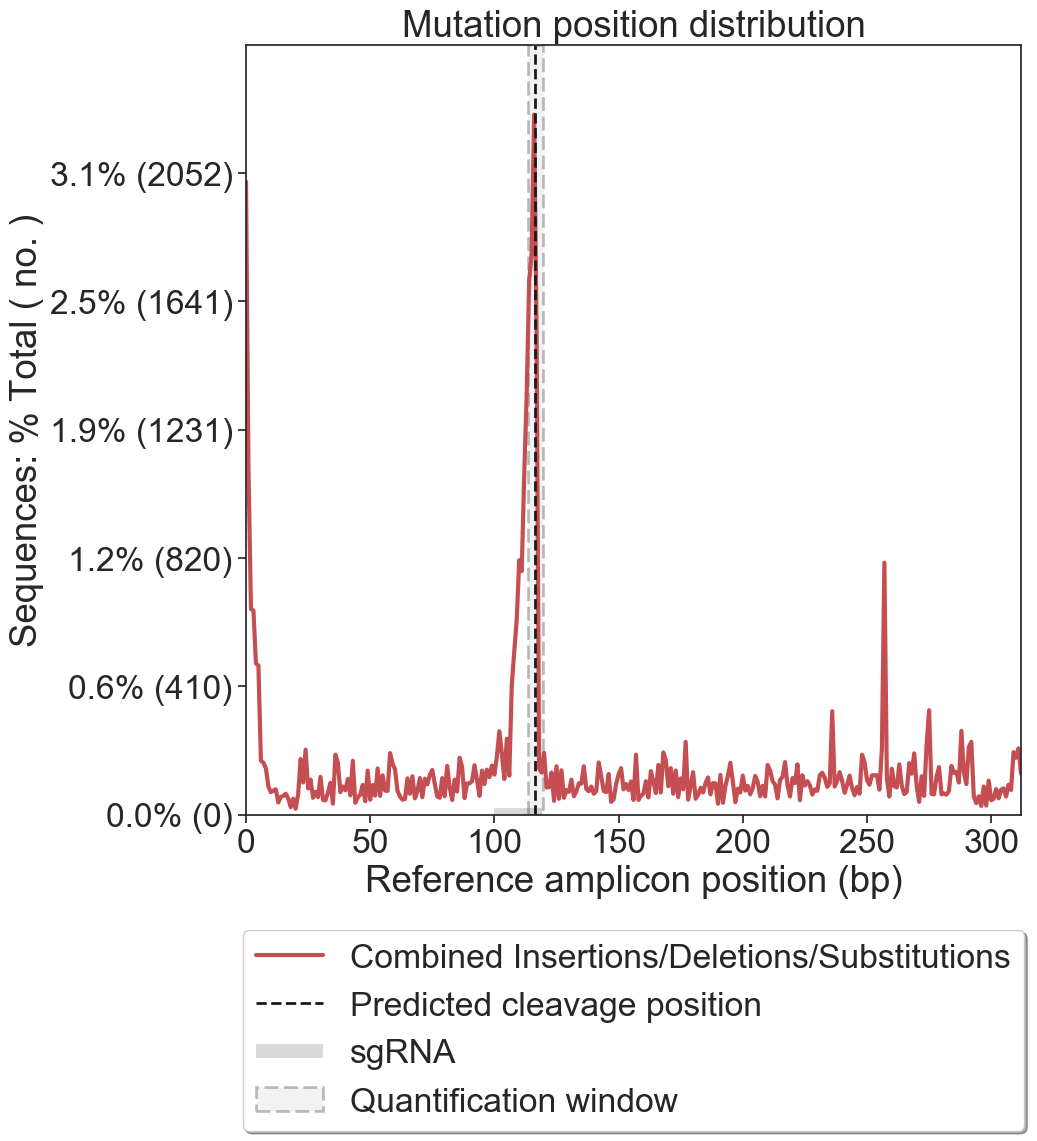 Mutation position distribution
Sequences: % Total ( no. )
3.1% (2052)
2.5% (1641)
1.9% (1231)
1.2% (820)
0.6% (410)
0.0% (0)
0 50 100 150 200 250 300
Reference amplicon position (bp)
Combined Insertions/Deletions/Substitutions
Predicted cleavage position
sgRNA
Quantification window